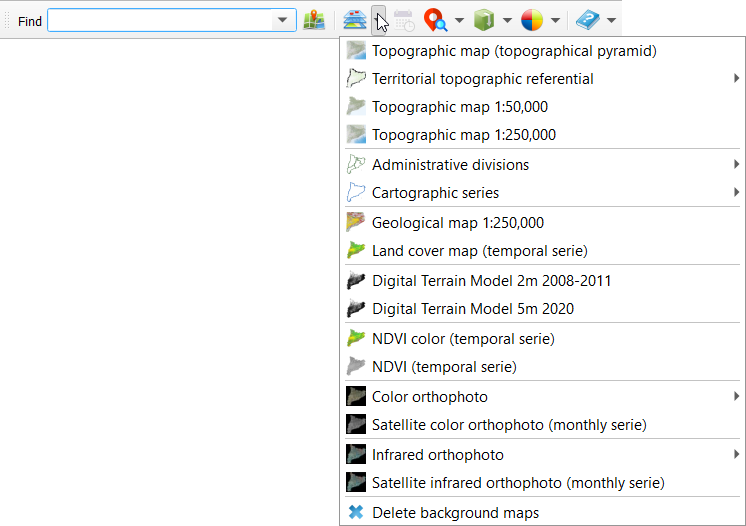 Find
Topographic map (topographical pyramid)
Territorial topographic referential
Topographic map 1:50,000
Topographic map 1:250,000
Administrative divisions
Cartographic series
Geological map 1:250,000
Land cover map (temporal serie)
Digital Terrain Model 2m 2008-2011
Digital Terrain Model 5m 2020
NDVI color (temporal serie)
NDVI (temporal serie)
Color orthophoto
Satellite color orthophoto (monthly serie)
Infrared orthophoto
Satellite infrared orthophoto (monthly serie)
Delete background maps